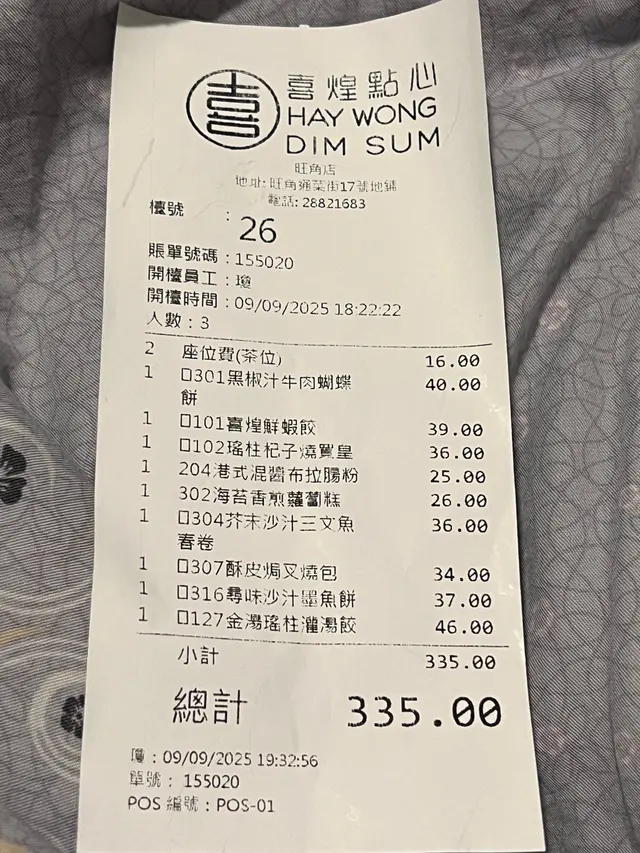 喜
喜煌點心
HAY WONG
DIM SUM
旺角店
地址: 旺角通菜街17號地舖
電話: 28821683
檯號 :
26
賬單號碼 : 155020
開檯員工 : 瓊
開檯時間 : 09/09/2025 18:22:22
人數 : 3
2 座位費(茶位) 16.00
1 口301黑椒汁牛肉蝴蝶 40.00
餅
1 口101喜煌鮮蝦餃 39.00
1 口102瑤柱杞子燒賣皇 36.00
1 204港式混醬布拉腸粉 25.00
1 302海苔香煎蘿蔔糕 26.00
1 口304芥末沙汁三文魚 36.00
春卷
1 口307酥皮焗叉燒包 34.00
1 口316尋味沙汁墨魚餅 37.00
1 口127金湯瑤柱灌湯餃 46.00
小計 335.00
總計 335.00
: 09/09/2025 19:32:56
單號 : 155020
POS 編號 : POS-01